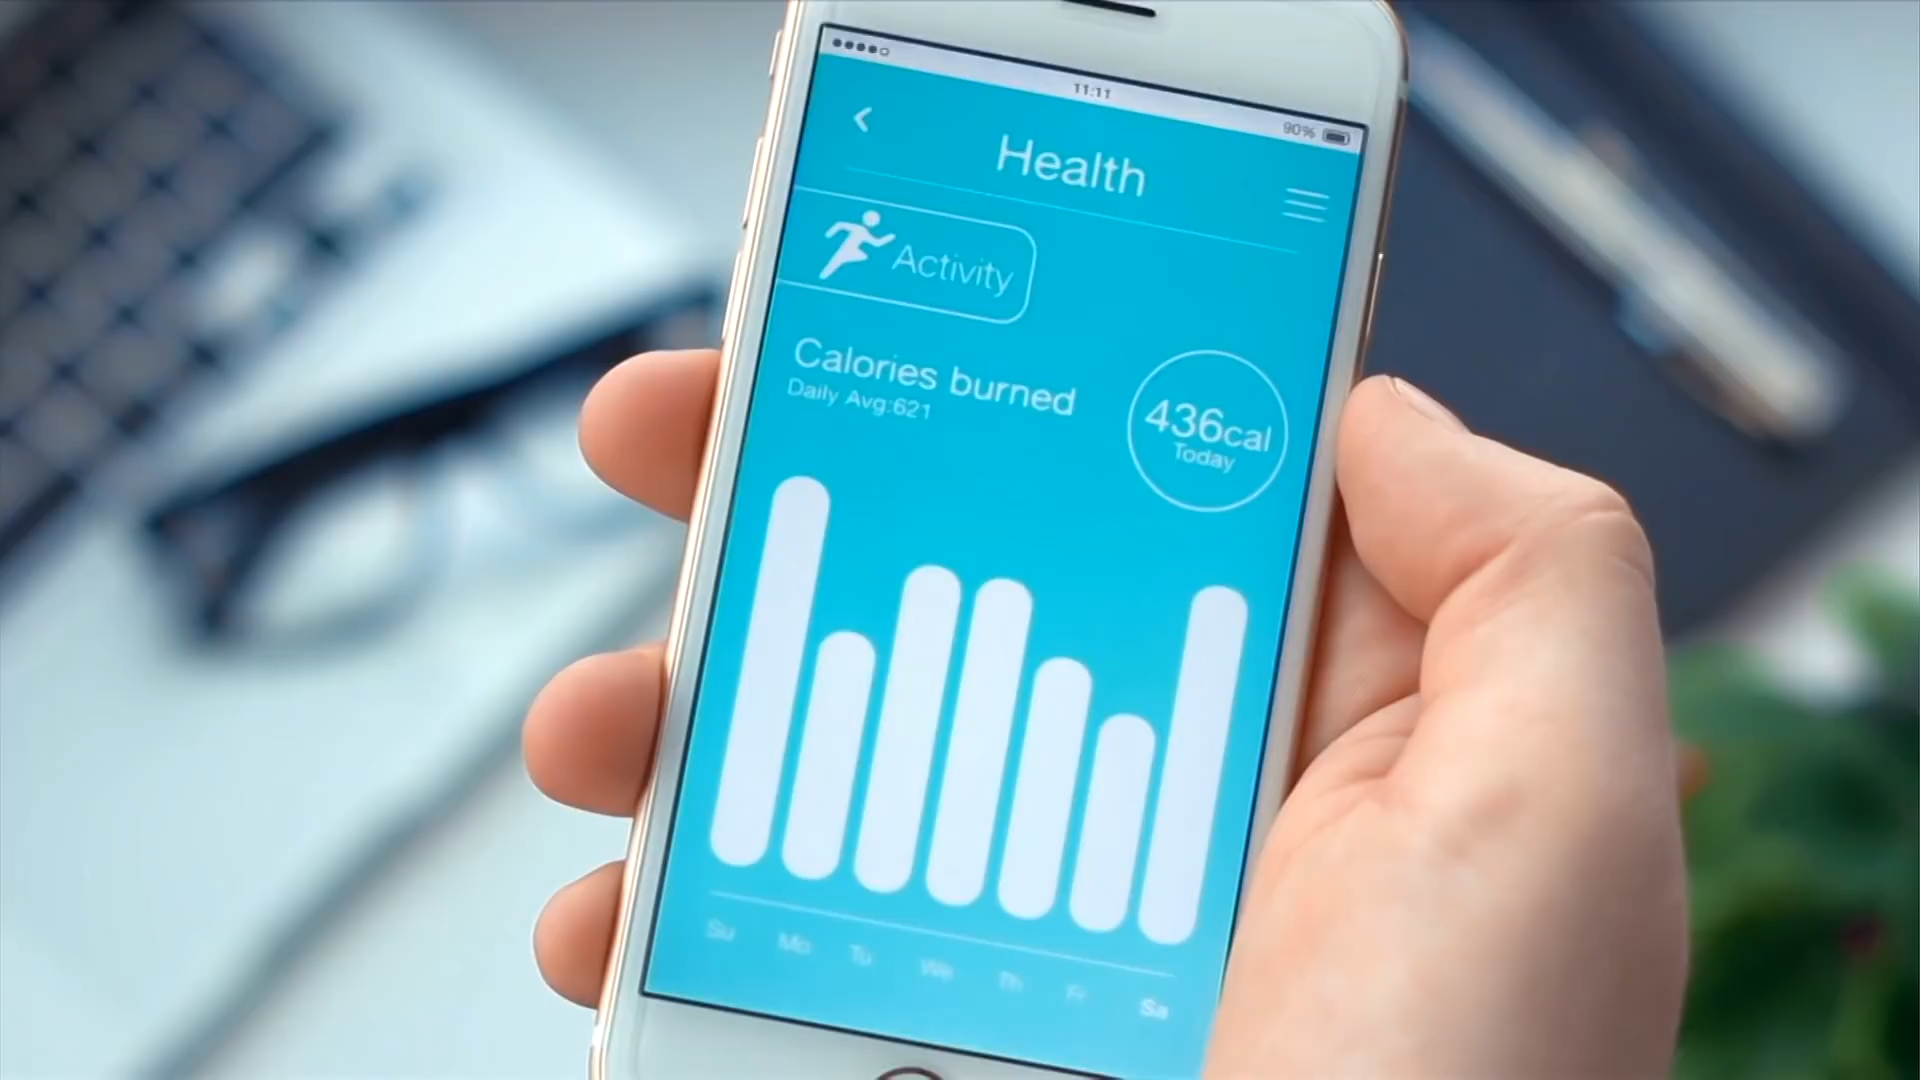 11:11
90%
Health
Activity
Calories burned
Daily Avg:621
436cal
Today
Su Mo Tu We Th Fr Sa